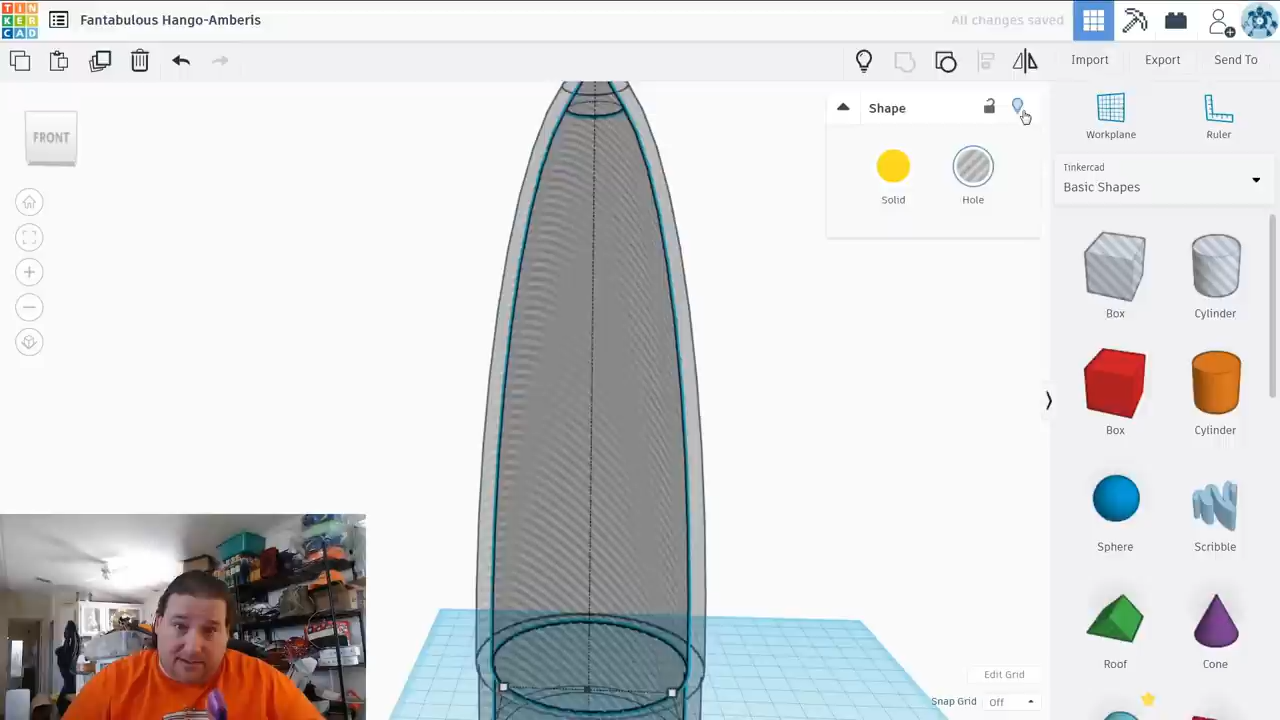 TIN
KER
CAD
Fantabulous Hango-Amberis
All changes saved
Import
Export
Send To
FRONT
Shape
Solid
Hole
Workplane
Ruler
Tinkercad
Basic Shapes
Box
Cylinder
Box
Cylinder
Sphere
Scribble
Roof
Cone
Edit Grid
Snap Grid
Off